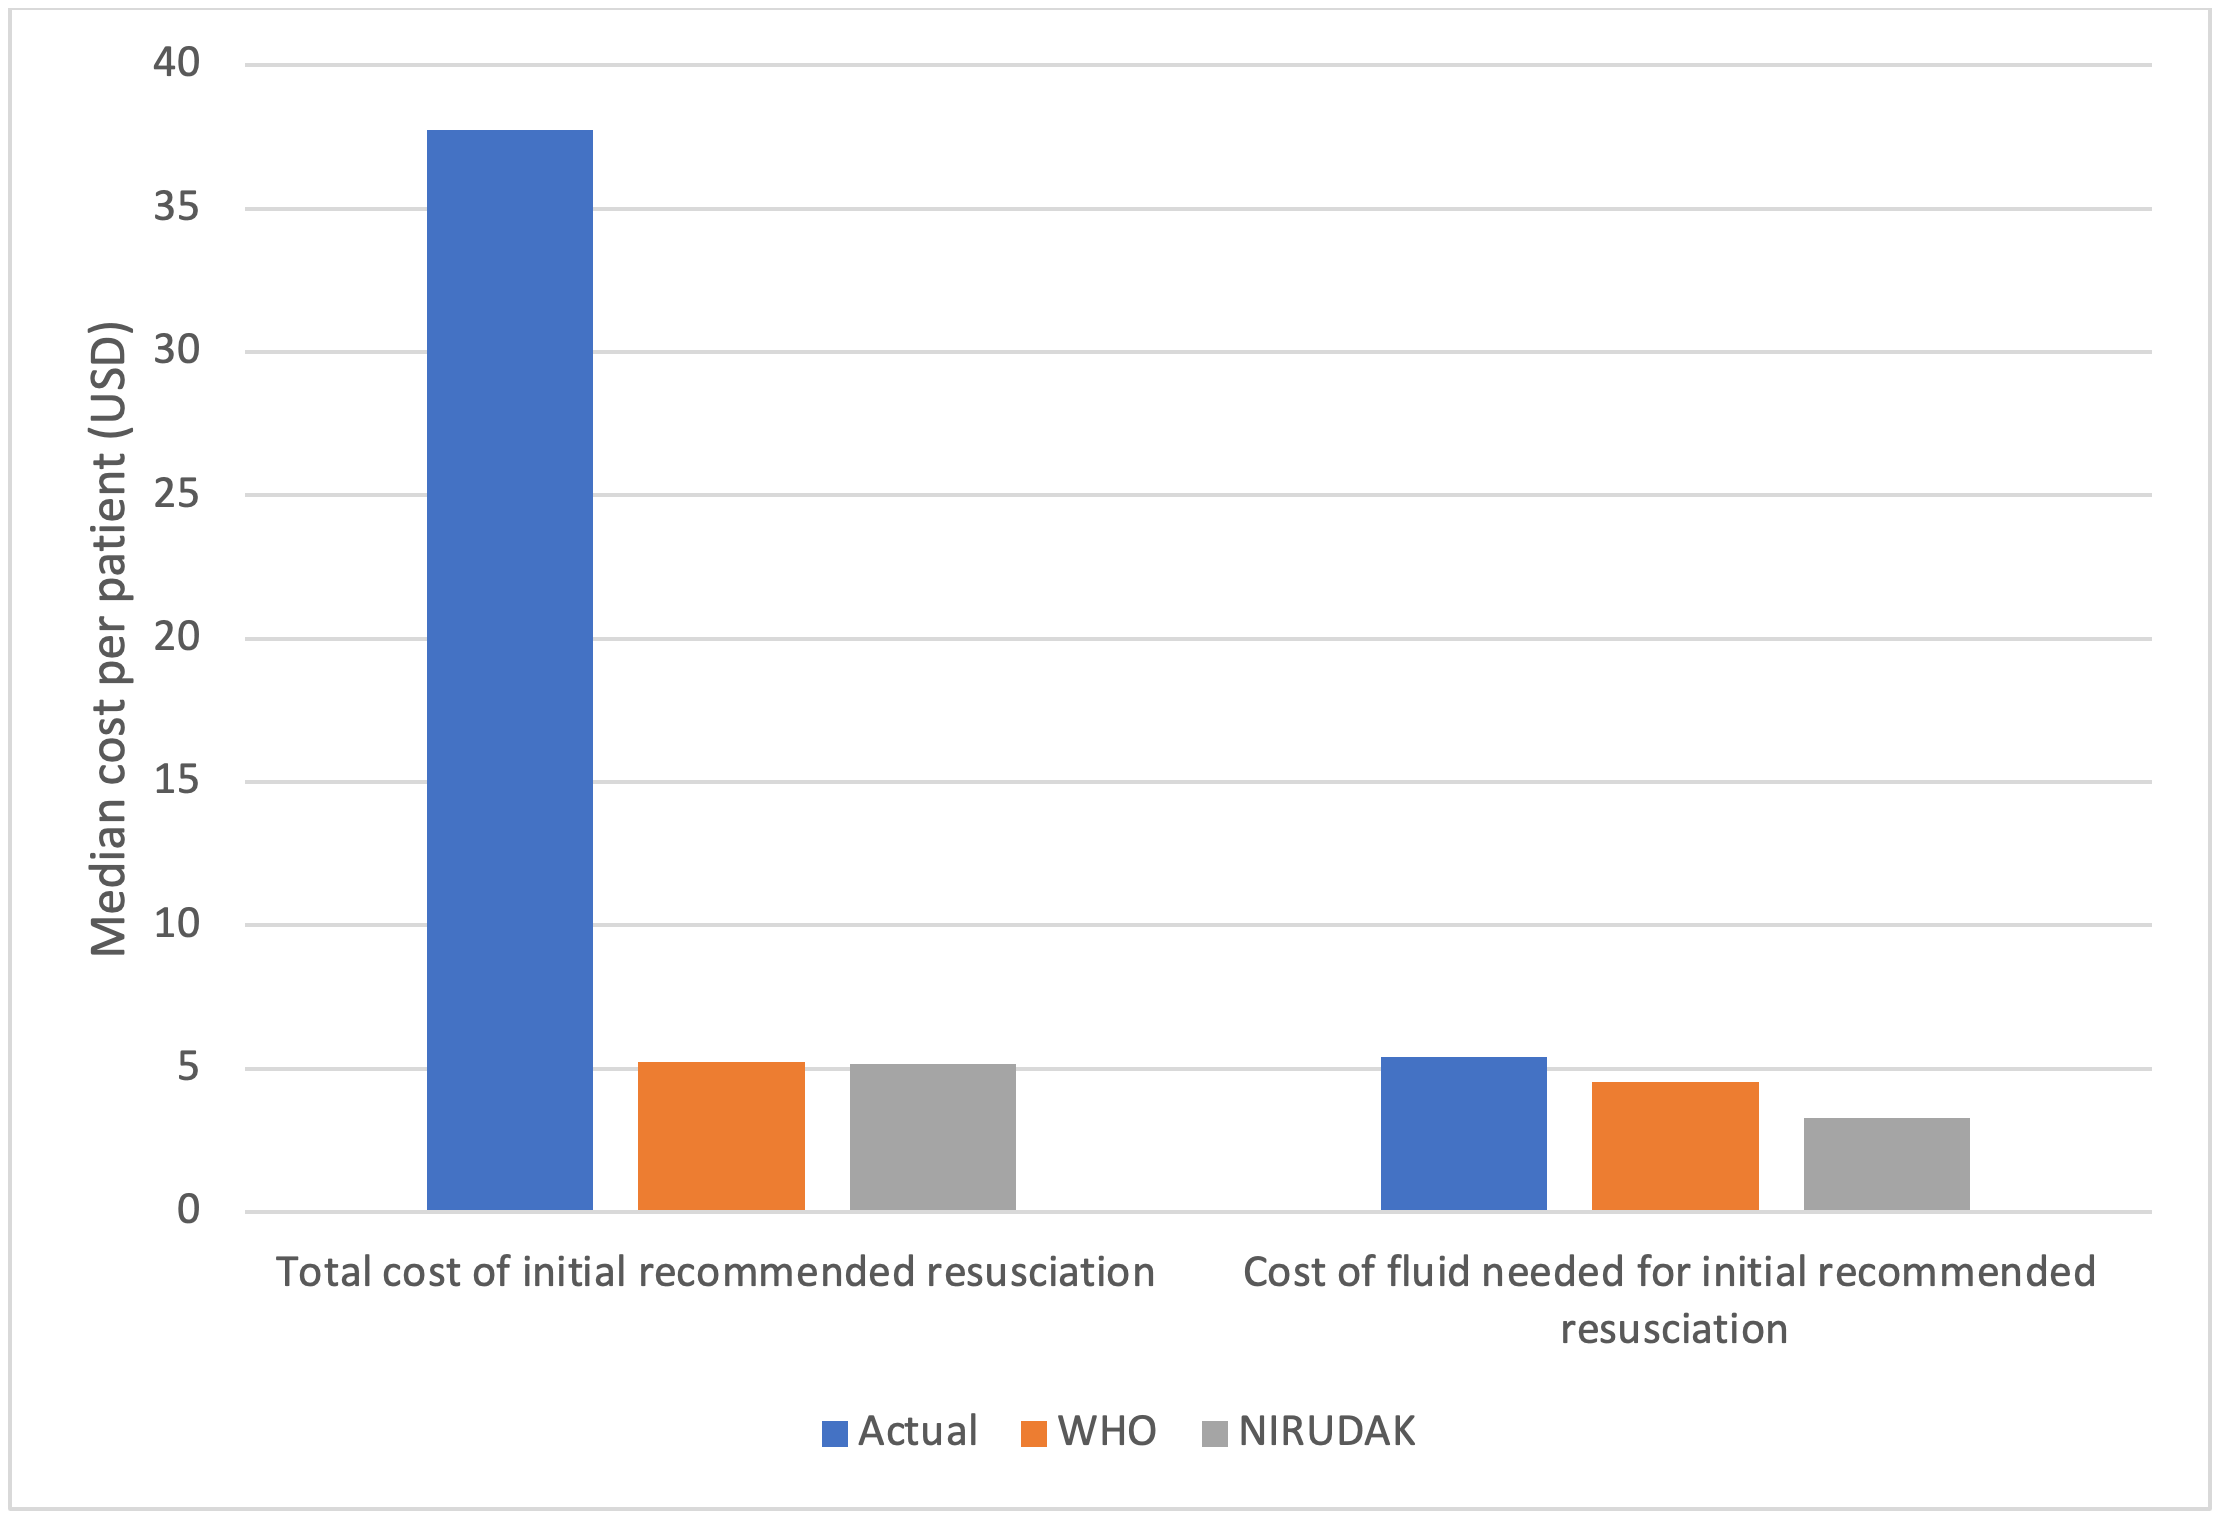 40
35
30
25
20
15
10
5
0
Median cost per patient (USD)
Total cost of initial recommended resusciation
Cost of fluid needed for initial recommended
resusciation
Actual
WHO
NIRUDAK